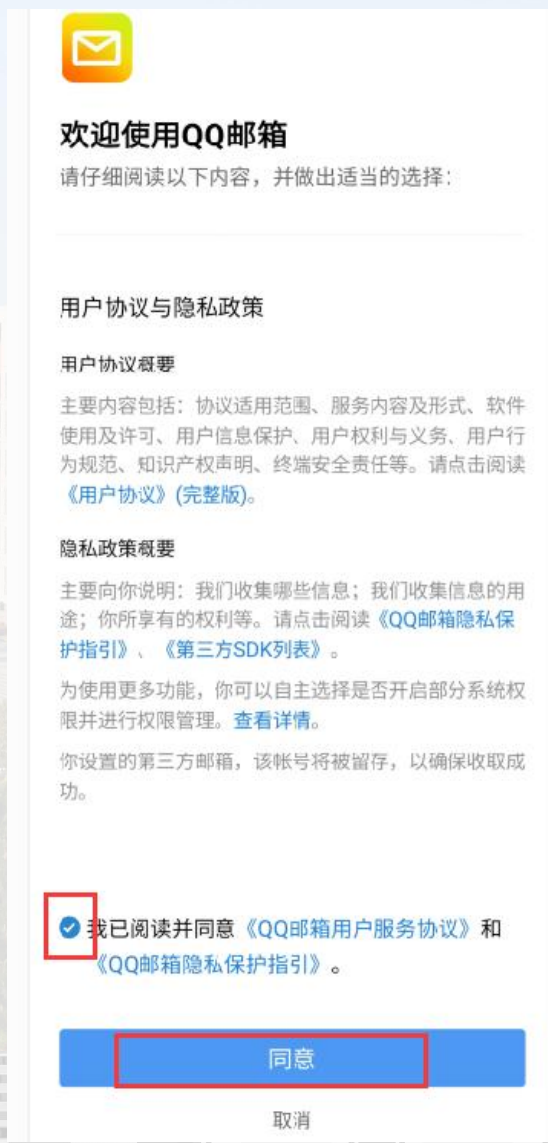 欢迎使用QQ邮箱
请仔细阅读以下内容，并做出适当的选择：
用户协议与隐私政策
用户协议概要
主要内容包括：协议适用范围、服务内容及形式、软件
使用及许可、用户信息保护、用户权利与义务、用户行
为规范、知识产权声明、终端安全责任等。请点击阅读
《用户协议》(完整版)。
隐私政策概要
主要向你说明：我们收集哪些信息；我们收集信息的用
途；你所享有的权利等。请点击阅读《QQ邮箱隐私保
护指引》、《第三方SDK列表》。
为使用更多功能，你可以自主选择是否开启部分系统权
限并进行权限管理。查看详情。
你设置的第三方邮箱，该帐号将被留存，以确保收取成
功。
我已阅读并同意《QQ邮箱用户服务协议》和
《QQ邮箱隐私保护指引》。
同意
取消